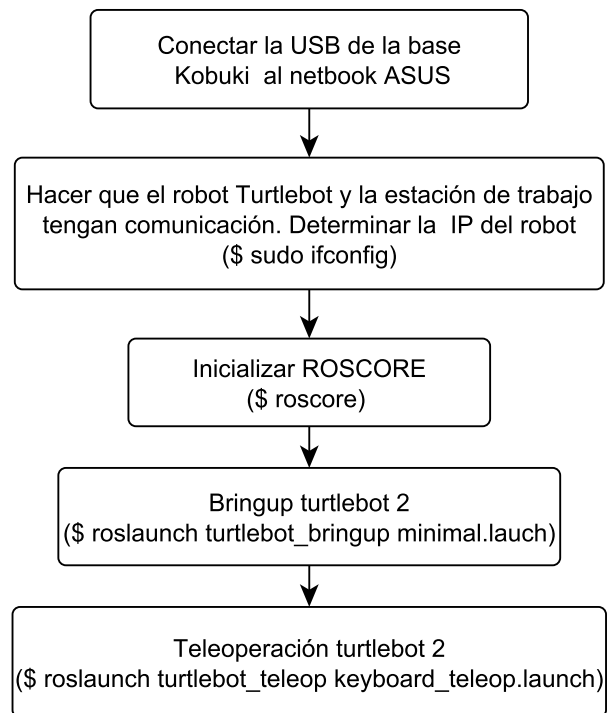 Conectar la USB de la base
Kobuki al netbook ASUS
Hacer que el robot Turtlebot y la estación de trabajo
tengan comunicación. Determinar la IP del robot
($ sudo ifconfig)
Inicializar ROSCORE
($ roscore)
Bringup turtlebot 2
($ roslaunch turtlebot_bringup minimal.lauch)
Teleoperación turtlebot 2
($ roslaunch turtlebot_teleop keyboard_teleop.launch)